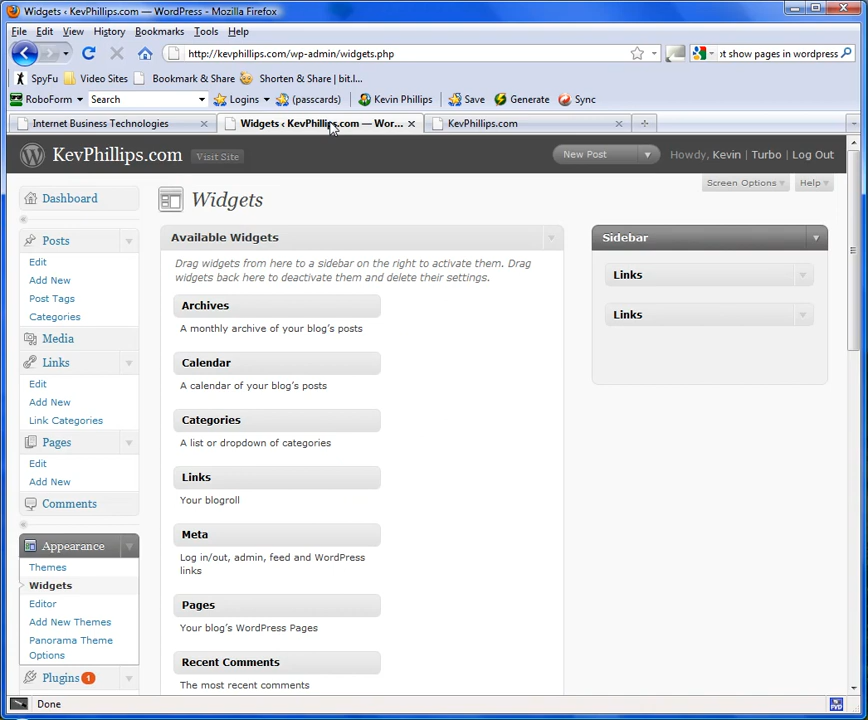 Widgets ‹ KevPhillips.com — WordPress - Mozilla Firefox
File Edit View History Bookmarks Tools Help
http://kevphillips.com/wp-admin/widgets.php
t show pages in wordpress
SpyFu Video Sites Bookmark & Share Shorten & Share | bit.l...
RoboForm Search Logins (passcards) Kevin Phillips Save Generate Sync
Internet Business Technologies
Widgets ‹ KevPhillips.com — Wor...
KevPhillips.com
KevPhillips.com
Visit Site
New Post
Howdy, Kevin | Turbo | Log Out
Screen Options
Help
Dashboard
Posts
Edit
Add New
Post Tags
Categories
Media
Links
Edit
Add New
Link Categories
Pages
Edit
Add New
Comments
Appearance
Themes
Widgets
Editor
Add New Themes
Panorama Theme
Options
Plugins 1
Widgets
Available Widgets
Drag widgets from here to a sidebar on the right to activate them. Drag
widgets back here to deactivate them and delete their settings.
Archives
A monthly archive of your blog's posts
Calendar
A calendar of your blog's posts
Categories
A list or dropdown of categories
Links
Your blogroll
Meta
Log in/out, admin, feed and WordPress
links
Pages
Your blog's WordPress Pages
Recent Comments
The most recent comments
Sidebar
Links
Links
Done